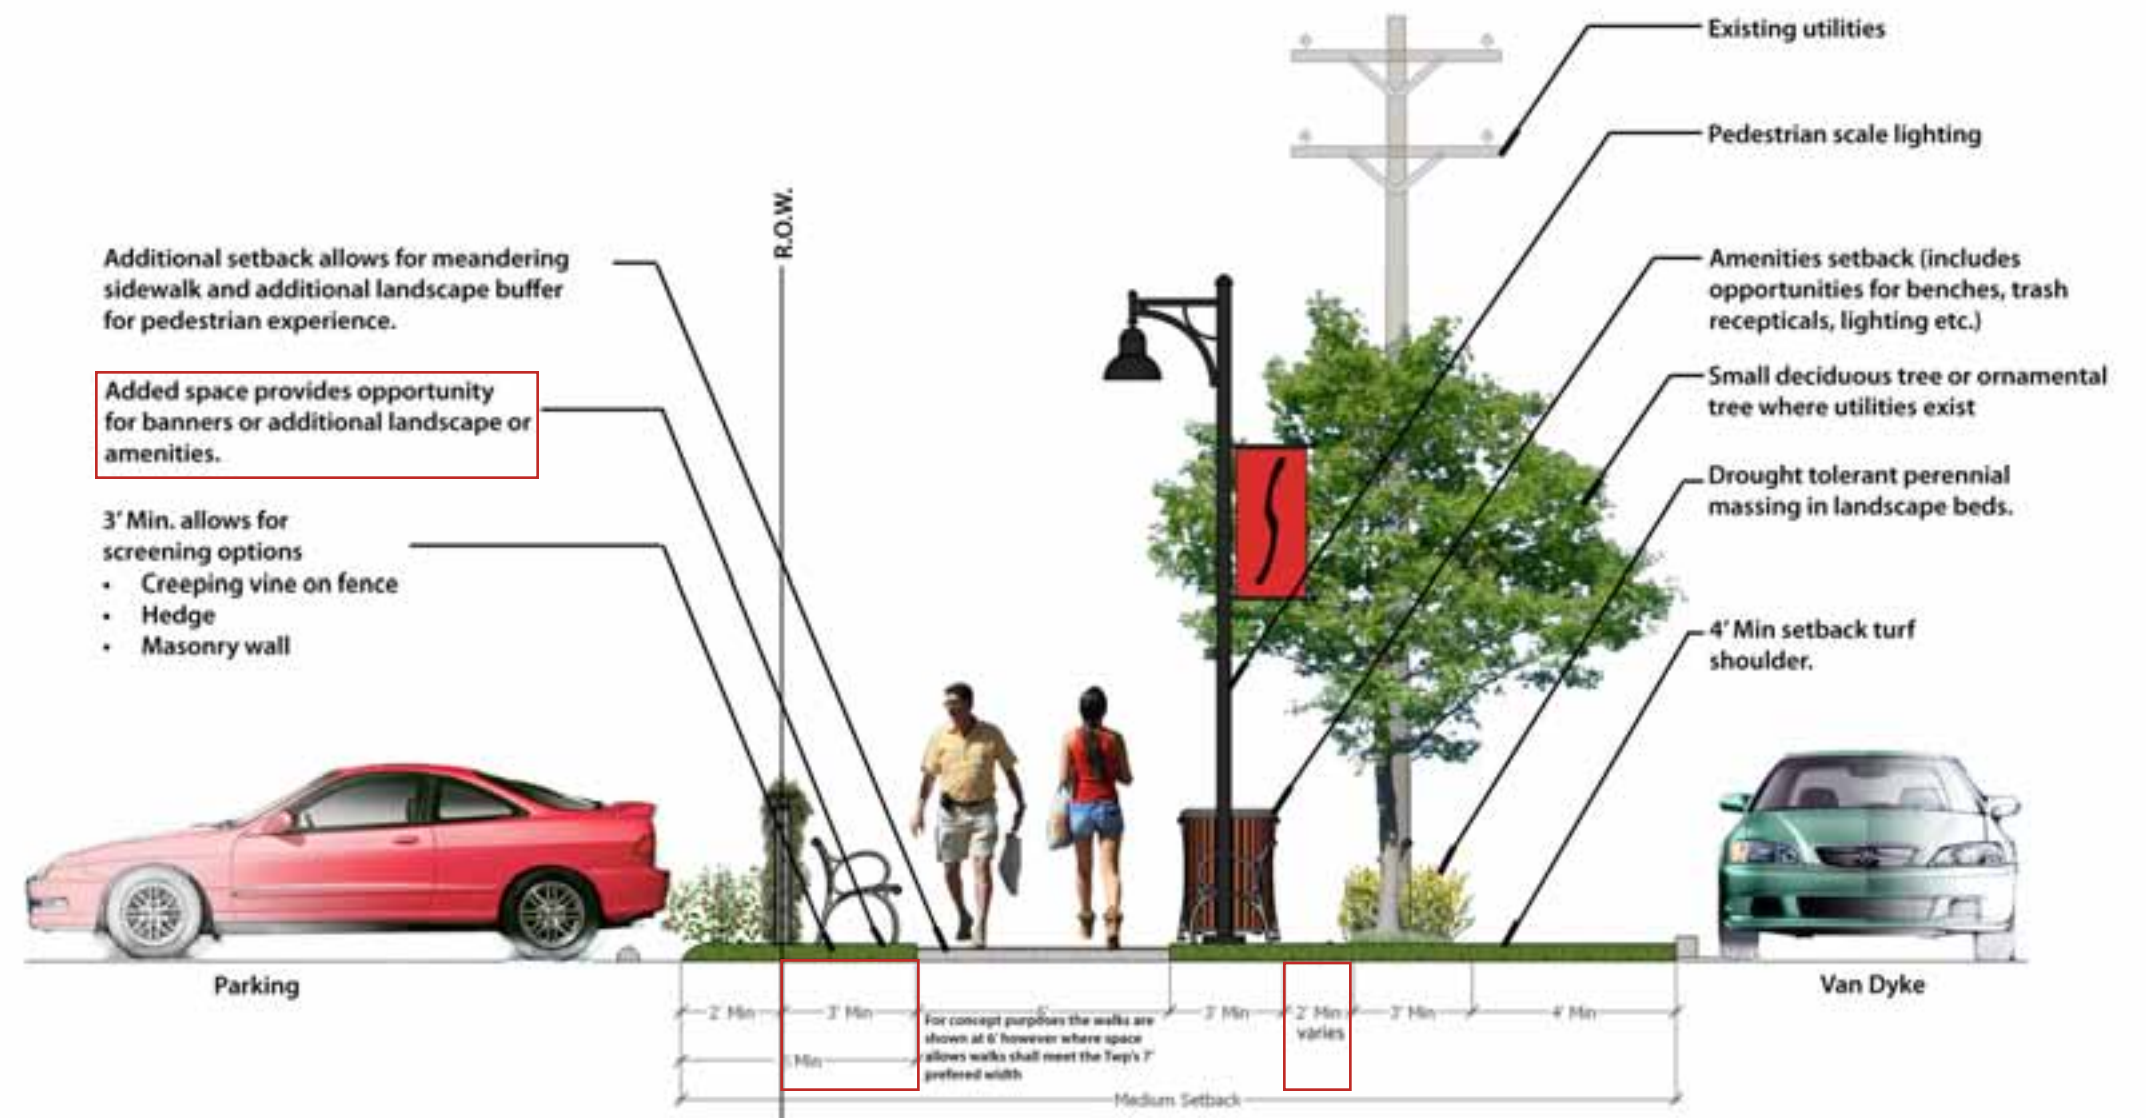 Existing utilities
Pedestrian scale lighting
R.O.W.
Additional setback allows for meandering
sidewalk and additional landscape buffer
for pedestrian experience.
Amenities setback (includes
opportunities for benches, trash
recepticals, lighting etc.)
Added space provides opportunity
for banners or additional landscape or
amenities.
Small deciduous tree or ornamental
tree where utilities exist
Drought tolerant perennial
massing in landscape beds.
3' Min. allows for
screening options
• Creeping vine on fence
• Hedge
• Masonry wall
4' Min setback turf
shoulder.
Parking
Van Dyke
2' Min
3' Min
6'
3' Min
2' Min
varies
3' Min
4' Min
For concept purposes the walks are
shown at 6' however where space
allows walks shall meet the Twp's 7'
prefered width
Min
Medium Setback